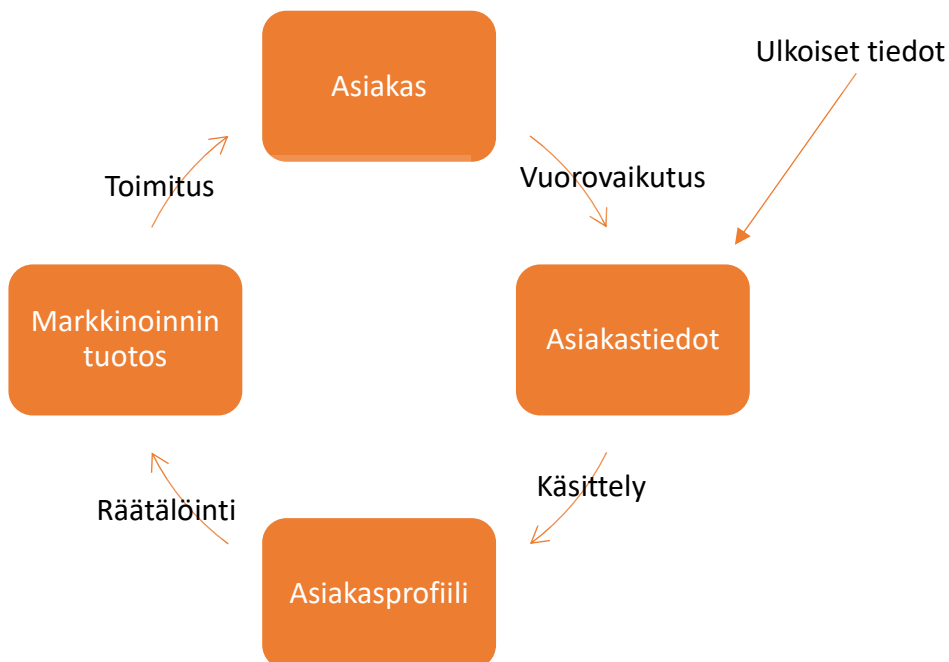 Asiakas
Ulkoiset tiedot
Toimitus
Vuorovaikutus
Markkinoinnin
tuotos
Asiakastiedot
Räätälöinti
Käsittely
Asiakasprofiili